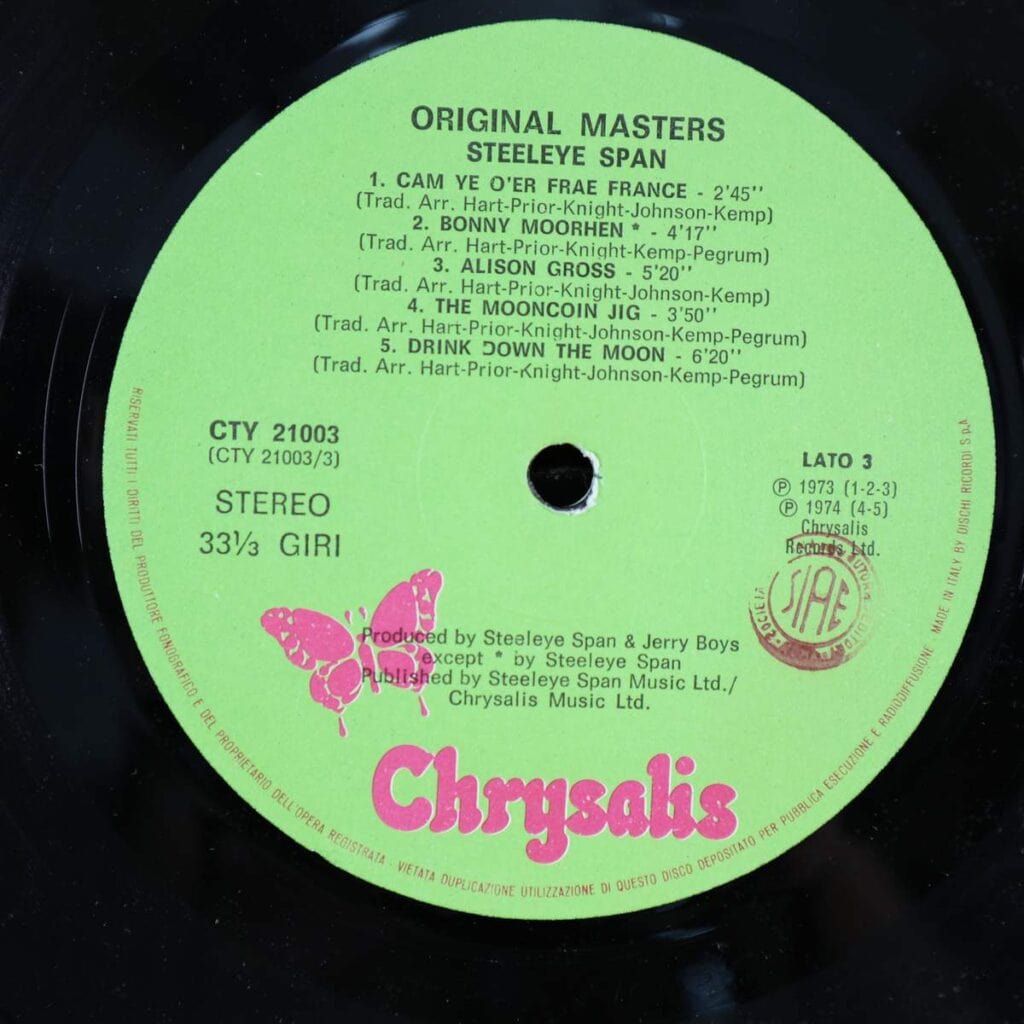 ORIGINAL MASTERS
STEELEYE SPAN
1. CAM YE O'ER FRAE FRANCE - 2'45''
(Trad. Arr. Hart-Prior-Knight-Johnson-Kemp)
2. BONNY MOORHEN * - 4'17''
(Trad. Arr. Hart-Prior-Knight-Kemp-Pegrum)
3. ALISON GROSS - 5'20''
(Trad. Arr. Hart-Prior-Knight-Johnson-Kemp)
4. THE MOONCOIN JIG - 3'50''
(Trad. Arr. Hart-Prior-Knight-Johnson-Kemp-Pegrum)
5. DRINK DOWN THE MOON - 6'20''
(Trad. Arr. Hart-Prior-Knight-Johnson-Kemp-Pegrum)
CTY 21003
(CTY 21003/3)
STEREO
33⅓ GIRI
LATO 3
℗ 1973 (1-2-3)
℗ 1974 (4-5)
Chrysalis
Records Ltd.
SIAE
SOCIETÀ
Produced by Steeleye Span & Jerry Boys
except * by Steeleye Span
Published by Steeleye Span Music Ltd./
Chrysalis Music Ltd.
Chrysalis
RISERVATI TUTTI I DIRITTI DEL PRODUTTORE FONOGRAFICO E DEL PROPRIETARIO DELL'OPERA REGISTRATA - VIETATA DUPLICAZIONE UTILIZZAZIONE DI QUESTO DISCO DEPOSITATO PER PUBBLICA ESECUZIONE E RADIODIFFUSIONE MADE IN ITALY BY DISCHI RICORDI S.p.A.